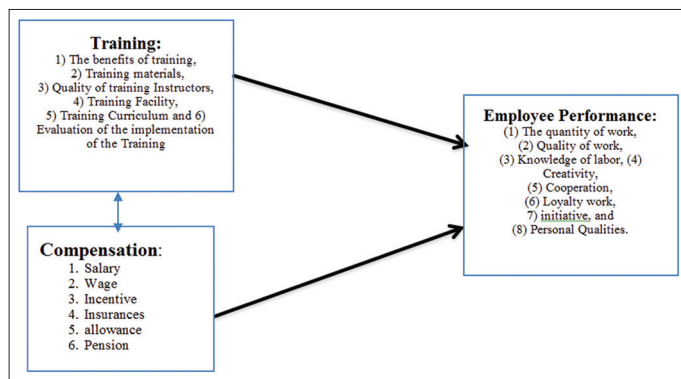 Training:
1) The benefits of training,
2) Training materials,
3) Quality of training Instructors,
4) Training Facility,
5) Training Curriculum and 6)
Evaluation of the implementation
of the Training
Compensation:
1. Salary
2. Wage
3. Incentive
4. Insurances
5. allowance
6. Pension
Employee Performance:
(1) The quantity of work,
(2) Quality of work,
(3) Knowledge of labor, (4)
Creativity,
(5) Cooperation,
(6) Loyalty work,
7) initiative, and
(8) Personal Qualities.